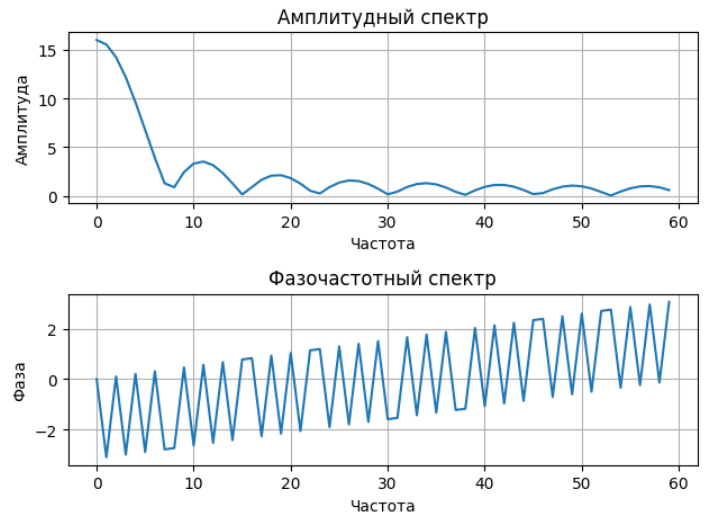 Амплитудный спектр
Амплитуда
15
10
5
0
0 10 20 30 40 50 60
Частота
Фазочастотный спектр
Фаза
2
0
−2
0 10 20 30 40 50 60
Частота